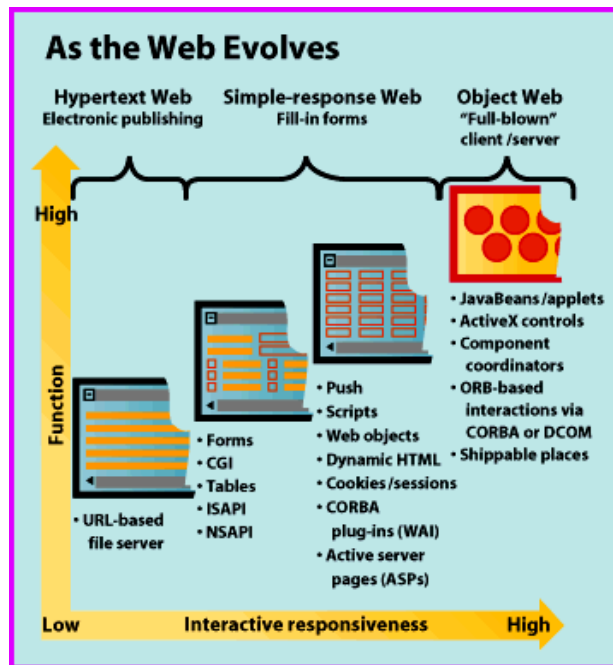 As the Web Evolves
Hypertext Web
Electronic publishing
Simple-response Web
Fill-in forms
Object Web
"Full-blown"
client/server
High
Function
• URL-based
file server
• Forms
• CGI
• Tables
• ISAPI
• NSAPI
• Push
• Scripts
• Web objects
• Dynamic HTML
• Cookies/sessions
• CORBA
plug-ins (WAI)
• Active server
pages (ASPs)
• JavaBeans/applets
• ActiveX controls
• Component
coordinators
• ORB-based
interactions via
CORBA or DCOM
• Shippable places
Low
Interactive responsiveness
High